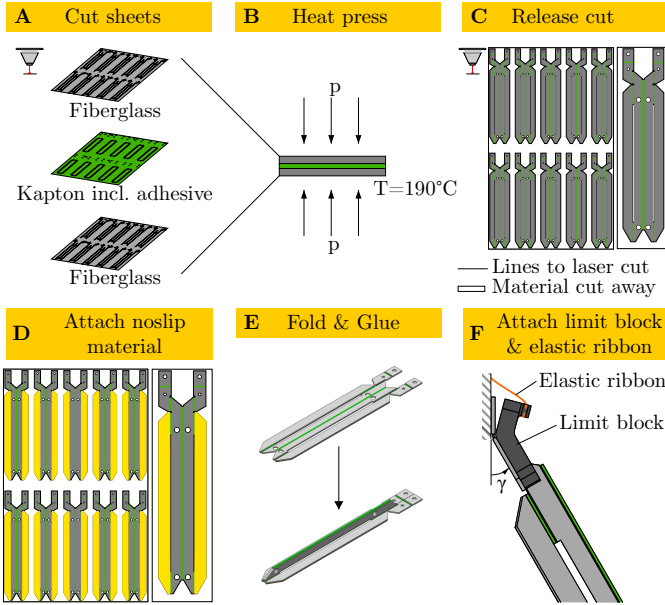 A Cut sheets
Fiberglass
Kapton incl. adhesive
Fiberglass
B Heat press
p
T=190°C
p
C Release cut
Lines to laser cut
Material cut away
D Attach noslip
material
E Fold & Glue
F Attach limit block
& elastic ribbon
Elastic ribbon
Limit block
γ